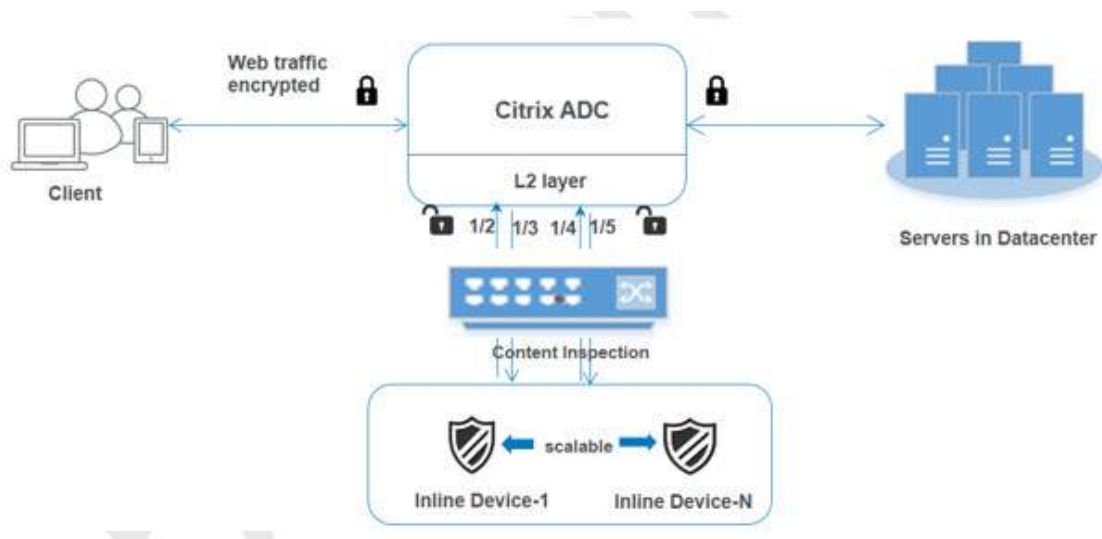 Web traffic
encrypted
Citrix ADC
L2 layer
Client
1/2 1/3 1/4 1/5
Servers in Datacenter
Content Inspection
scalable
Inline Device-1
Inline Device-N